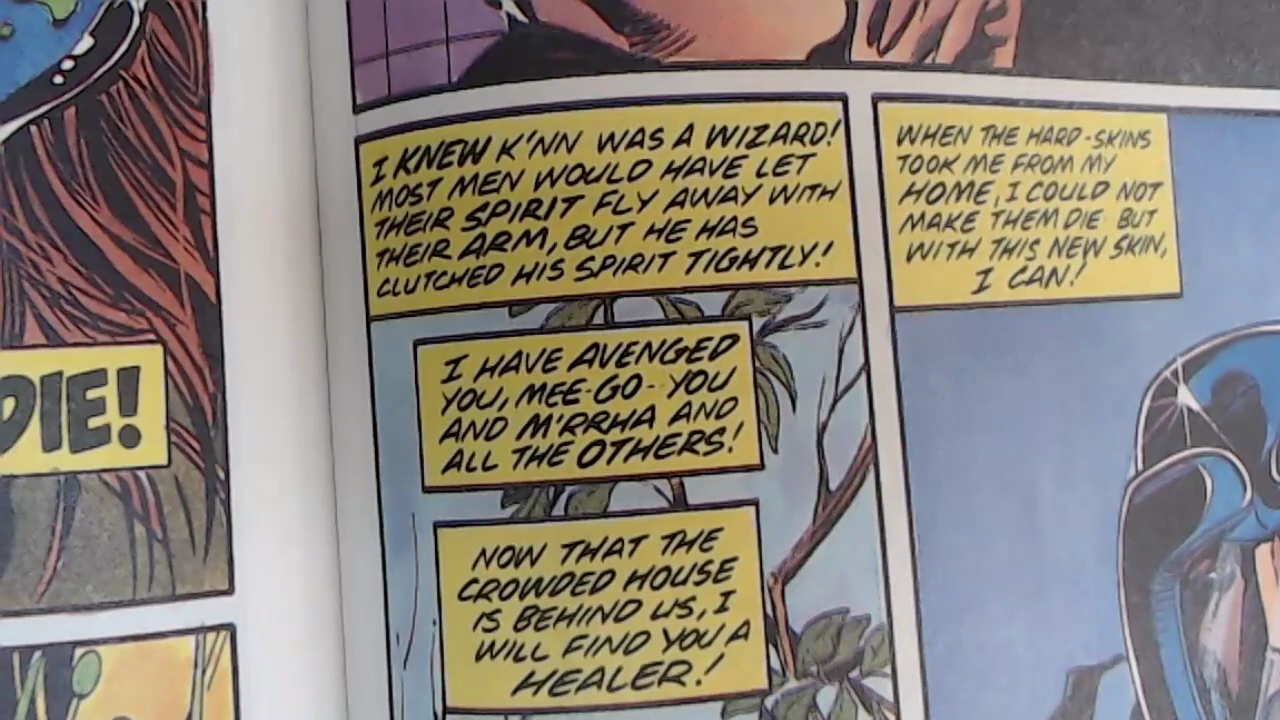 DIE!
I KNEW K'NN WAS A WIZARD!
MOST MEN WOULD HAVE LET
THEIR SPIRIT FLY AWAY WITH
THEIR ARM, BUT HE HAS
CLUTCHED HIS SPIRIT TIGHTLY!
I HAVE AVENGED
YOU, MEE-GO-- YOU
AND M'RRHA AND
ALL THE OTHERS!
NOW THAT THE
CROWDED HOUSE
IS BEHIND US, I
WILL FIND YOU A
HEALER!
WHEN THE HARD-SKINS
TOOK ME FROM MY
HOME, I COULD NOT
MAKE THEM DIE BUT
WITH THIS NEW SKIN,
I CAN!